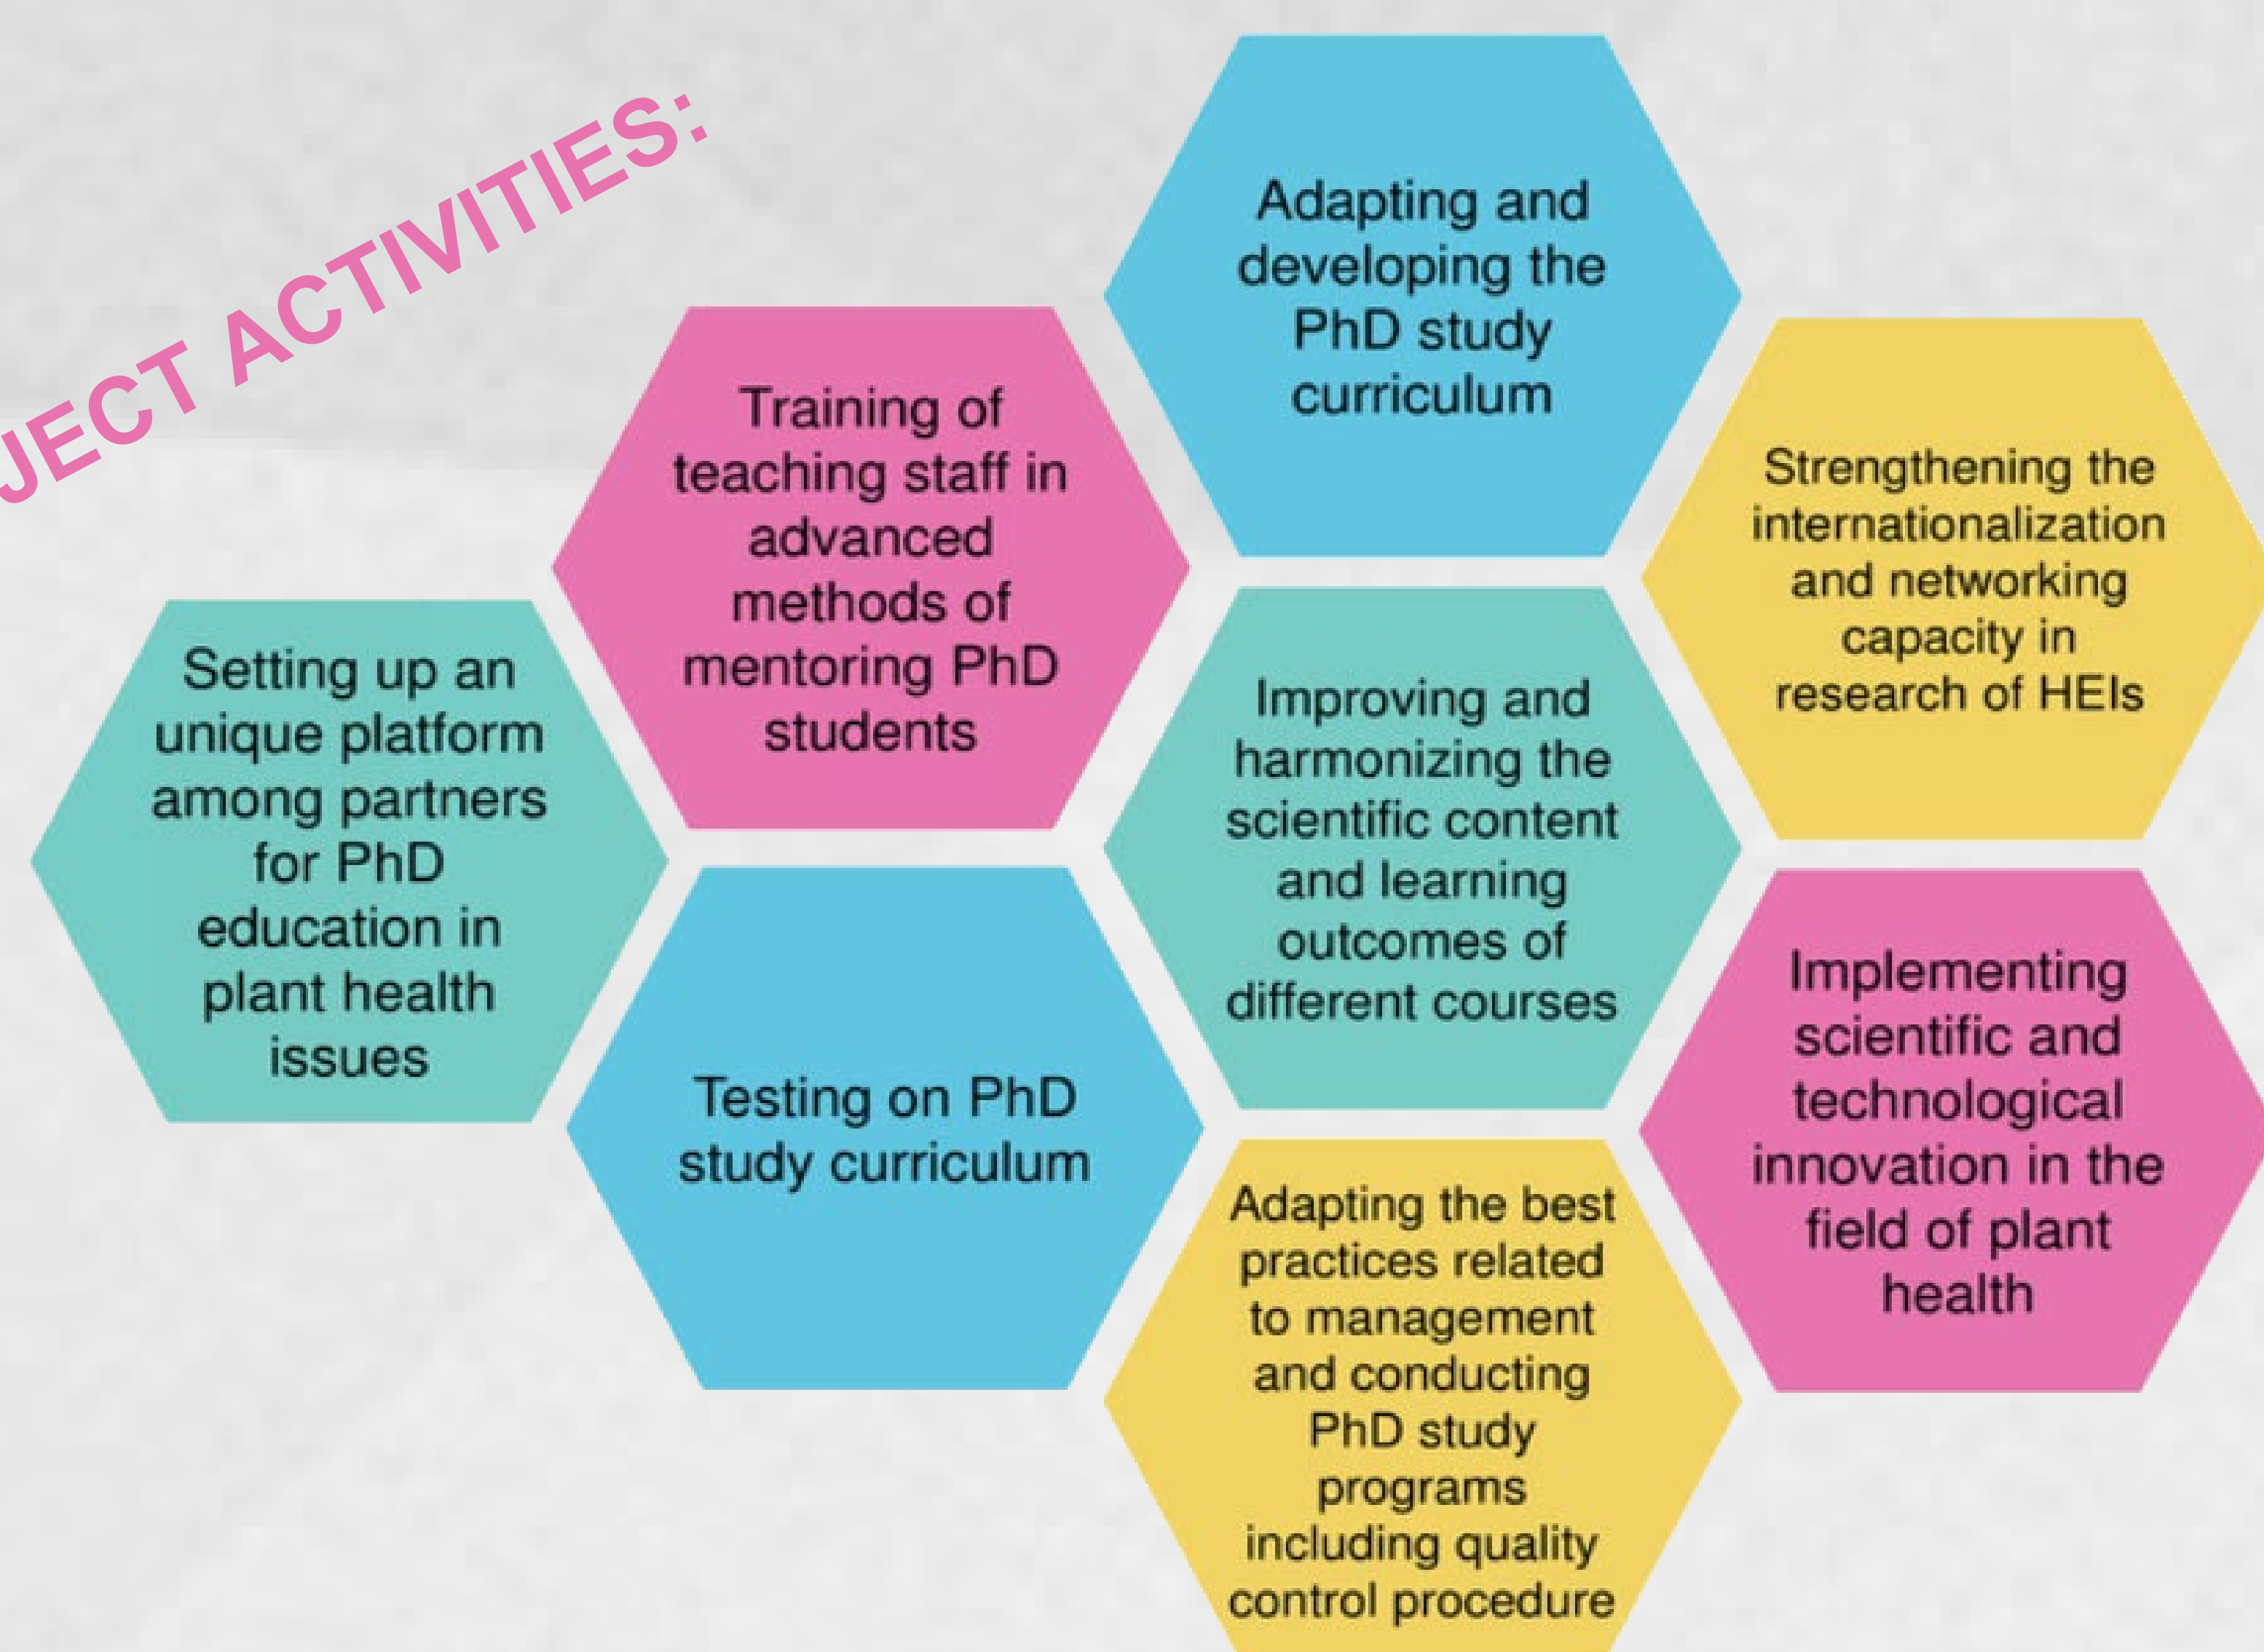 JECT ACTIVITIES:
Adapting and
developing the
PhD study
curriculum
Training of
teaching staff in
advanced
methods of
mentoring PhD
students
Strengthening the
internationalization
and networking
capacity in
research of HEIs
Setting up an
unique platform
among partners
for PhD
education in
plant health
issues
Improving and
harmonizing the
scientific content
and learning
outcomes of
different courses
Testing on PhD
study curriculum
Implementing
scientific and
technological
innovation in the
field of plant
health
Adapting the best
practices related
to management
and conducting
PhD study
programs
including quality
control procedure